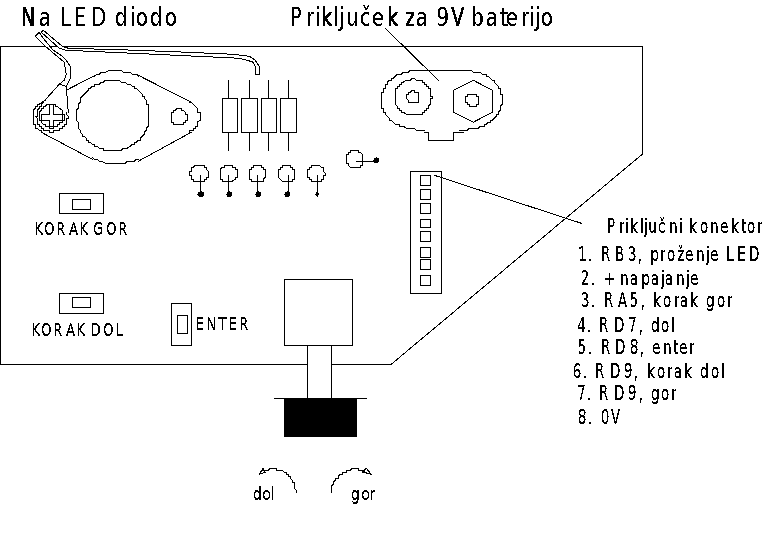 Na LED diodo
Priključek za 9V baterijo
KORAK GOR
KORAK DOL
ENTER
Priključni konektor
1. RB3, proženje LED
2. + napajanje
3. RA5, korak gor
4. RD7, dol
5. RD8, enter
6. RD9, korak dol
7. RD9, gor
8. 0V
dol
gor